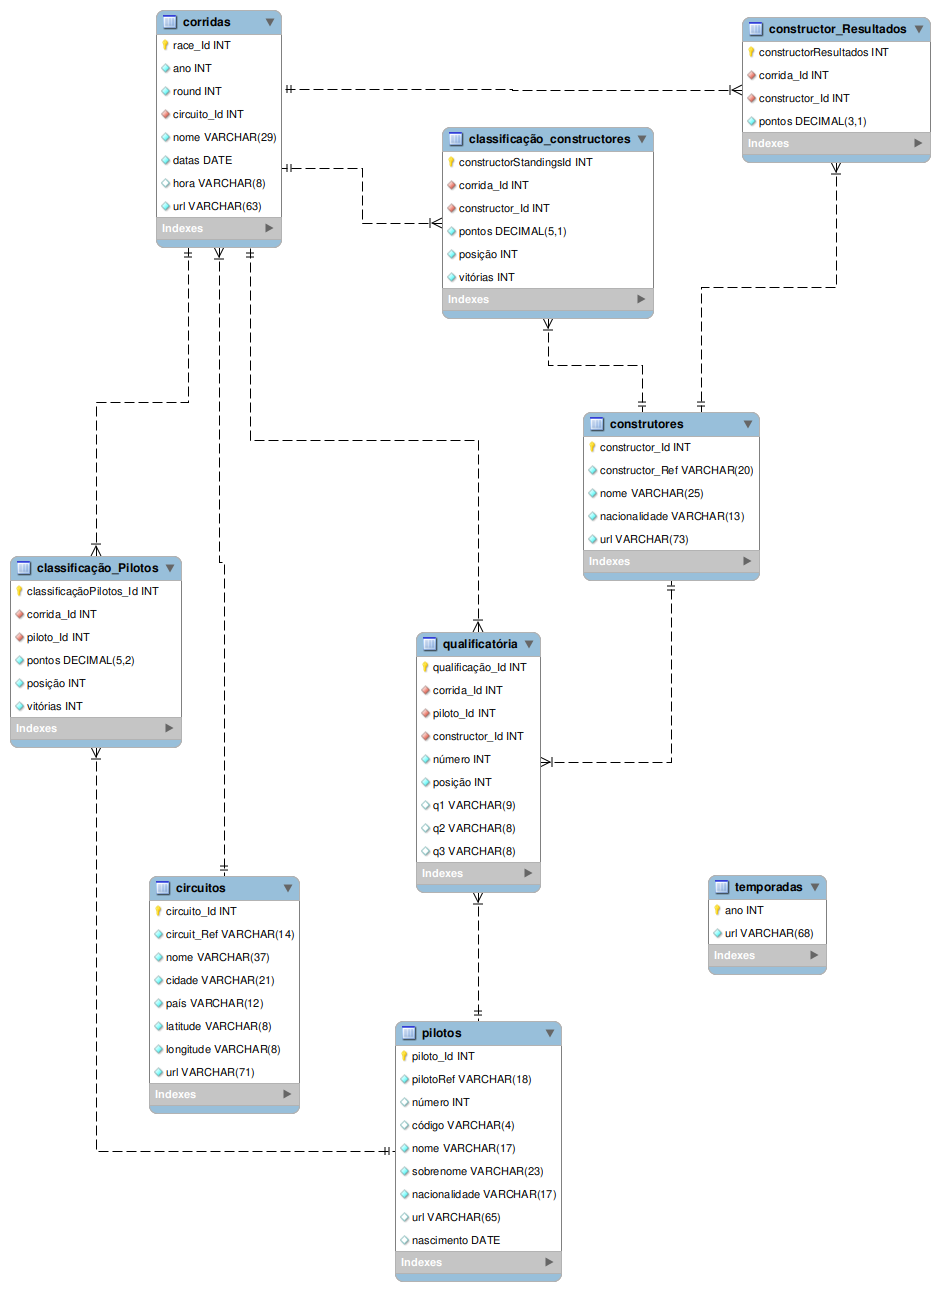 corridas
race_Id INT
ano INT
round INT
circuito_Id INT
nome VARCHAR(29)
datas DATE
hora VARCHAR(8)
url VARCHAR(63)
Indexes
constructor_Resultados
constructorResultados INT
corrida_Id INT
constructor_Id INT
pontos DECIMAL(3,1)
Indexes
classificação_constructores
constructorStandingsId INT
corrida_Id INT
constructor_Id INT
pontos DECIMAL(5,1)
posição INT
vitórias INT
Indexes
construtores
constructor_Id INT
constructor_Ref VARCHAR(20)
nome VARCHAR(25)
nacionalidade VARCHAR(13)
url VARCHAR(73)
Indexes
classificação_Pilotos
classificaçãoPilotos_Id INT
corrida_Id INT
piloto_Id INT
pontos DECIMAL(5,2)
posição INT
vitórias INT
Indexes
qualificatória
qualificação_Id INT
corrida_Id INT
piloto_Id INT
constructor_Id INT
número INT
posição INT
q1 VARCHAR(9)
q2 VARCHAR(8)
q3 VARCHAR(8)
Indexes
circuitos
circuito_Id INT
circuit_Ref VARCHAR(14)
nome VARCHAR(37)
cidade VARCHAR(21)
país VARCHAR(12)
latitude VARCHAR(8)
longitude VARCHAR(8)
url VARCHAR(71)
Indexes
temporadas
ano INT
url VARCHAR(68)
Indexes
pilotos
piloto_Id INT
pilotoRef VARCHAR(18)
número INT
código VARCHAR(4)
nome VARCHAR(17)
sobrenome VARCHAR(23)
nacionalidade VARCHAR(17)
url VARCHAR(65)
nascimento DATE
Indexes